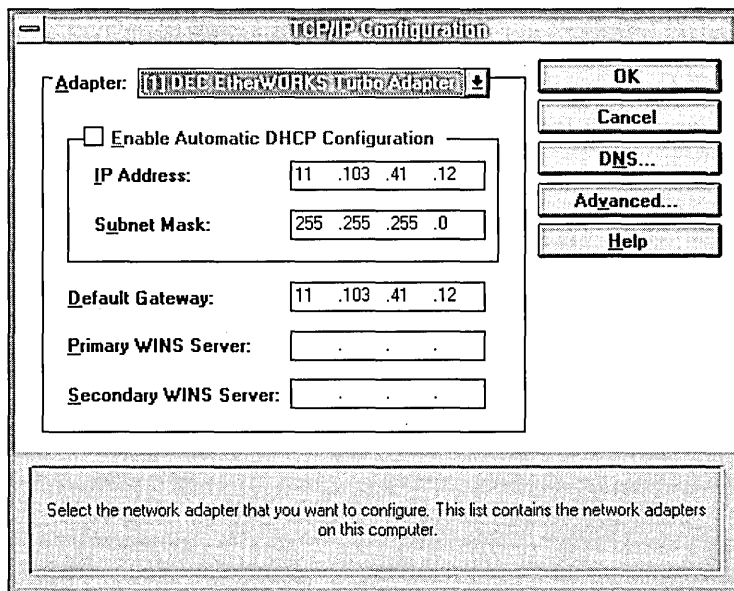 TCP/IP Configuration
Adapter: [1] DEC EtherWORKS Turbo Adapter
Enable Automatic DHCP Configuration
IP Address: 11 .103 .41 .12
Subnet Mask: 255 .255 .255 .0
Default Gateway: 11 .103 .41 .12
Primary WINS Server: . . .
Secondary WINS Server: . . .
OK
Cancel
DNS...
Advanced...
Help
Select the network adapter that you want to configure. This list contains the network adapters
on this computer.